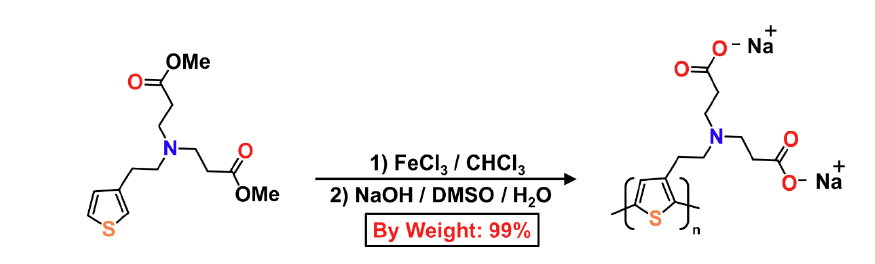 OMe
O
N
O
OMe
S
1) FeCl₃ / CHCl₃
2) NaOH / DMSO / H₂O
By Weight: 99%
O⁻ Na⁺
O
N
O
O⁻ Na⁺
S
n